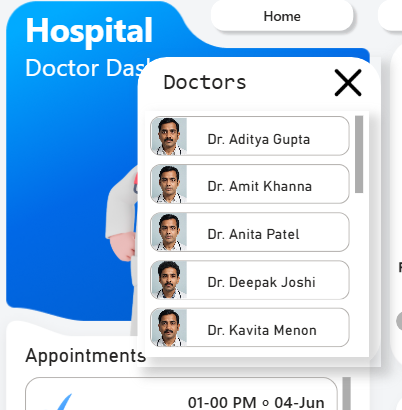 Hospital
Home
Doctor Das
Doctors
Dr. Aditya Gupta
Dr. Amit Khanna
Dr. Anita Patel
Dr. Deepak Joshi
Dr. Kavita Menon
Appointments
01-00 PM ∘ 04-Jun